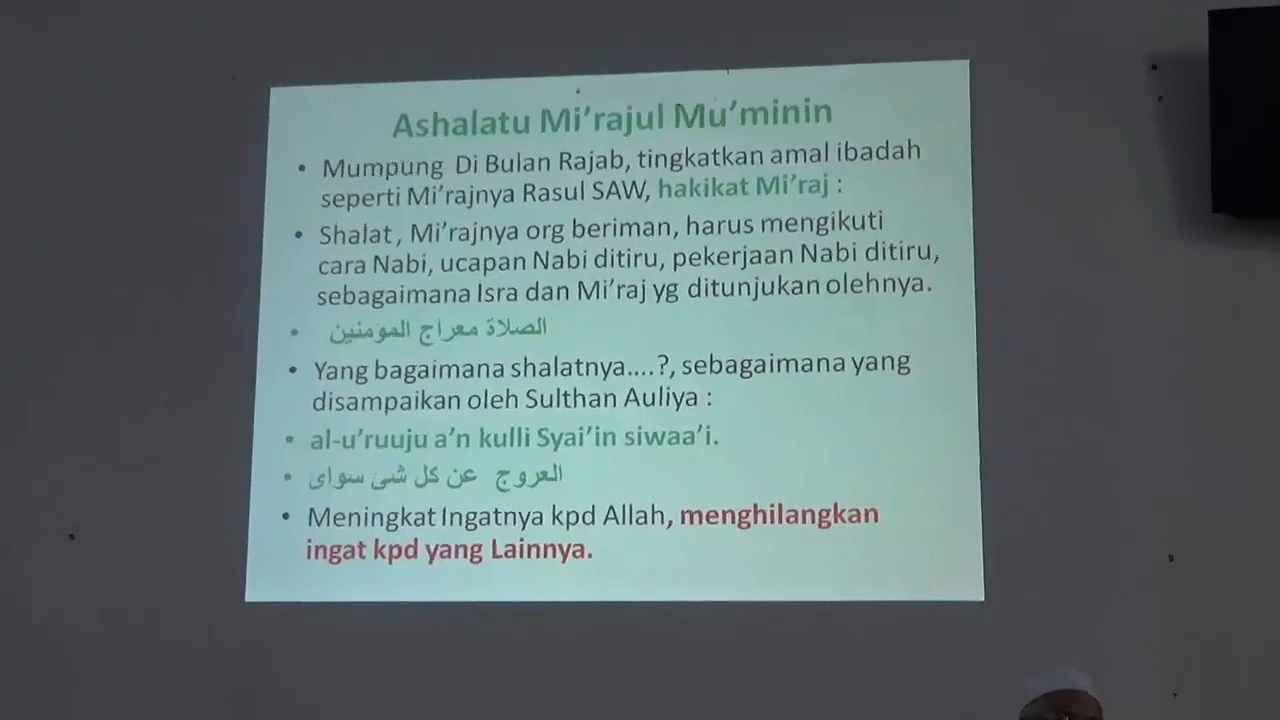 Ashalatu Mi'rajul Mu'minin
• Mumpung Di Bulan Rajab, tingkatkan amal ibadah
seperti Mi'rajnya Rasul SAW, hakikat Mi'raj :
• Shalat , Mi'rajnya org beriman, harus mengikuti
cara Nabi, ucapan Nabi ditiru, pekerjaan Nabi ditiru,
sebagaimana Isra dan Mi'raj yg ditunjukan olehnya.
• الصلاة معراج المؤمنين
• Yang bagaimana shalatnya....?, sebagaimana yang
disampaikan oleh Sulthan Auliya :
• al-u'ruuju a'n kulli Syai'in siwaa'i.
• العروج عن كل شئ سواى
• Meningkat Ingatnya kpd Allah, menghilangkan
ingat kpd yang Lainnya.